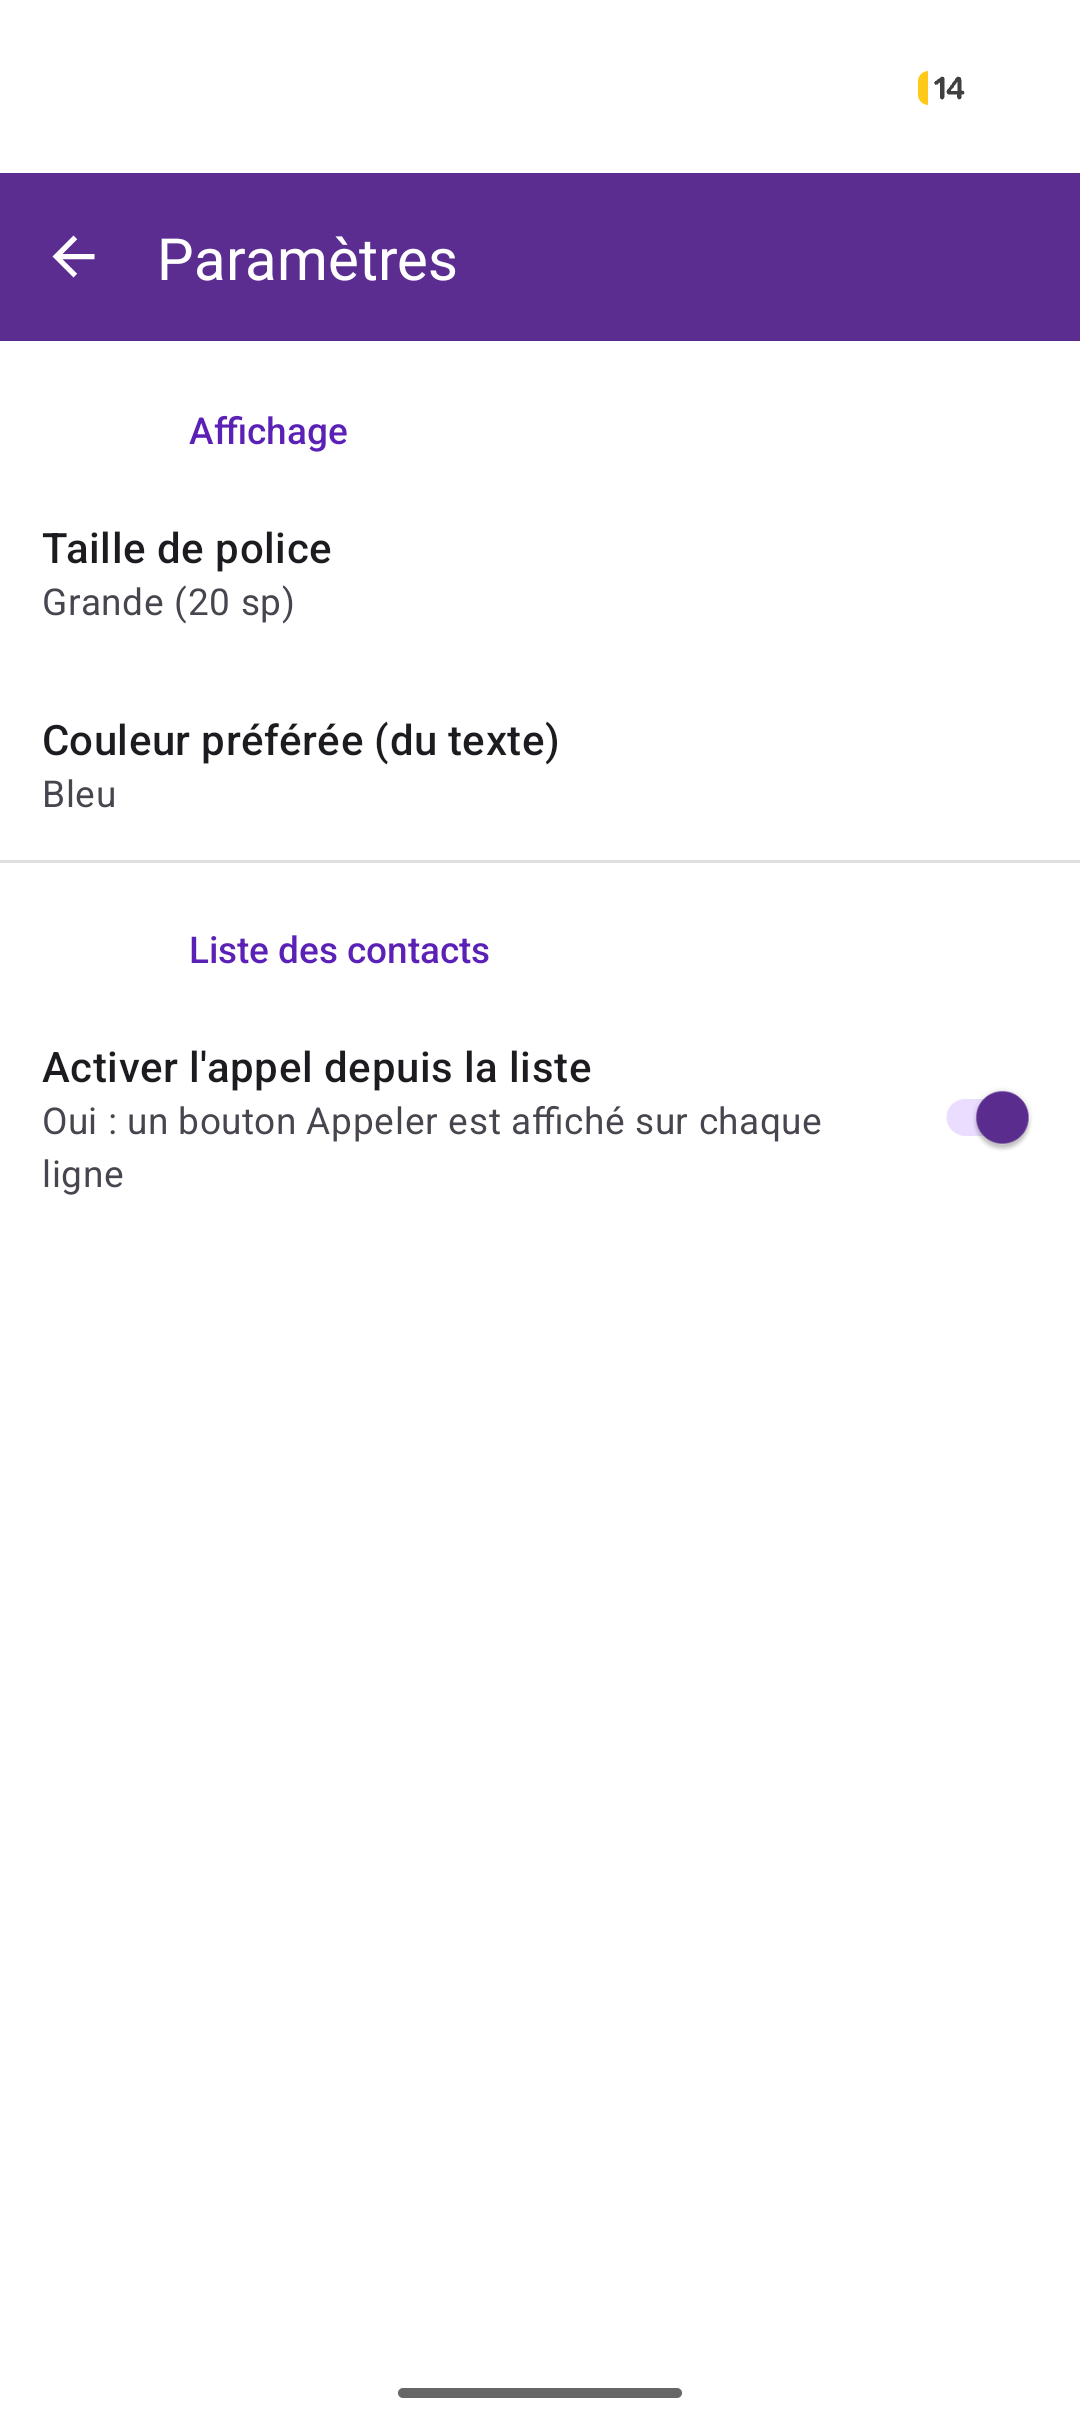 14
Paramètres
Affichage
Taille de police
Grande (20 sp)
Couleur préférée (du texte)
Bleu
Liste des contacts
Activer l'appel depuis la liste
Oui : un bouton Appeler est affiché sur chaque
ligne